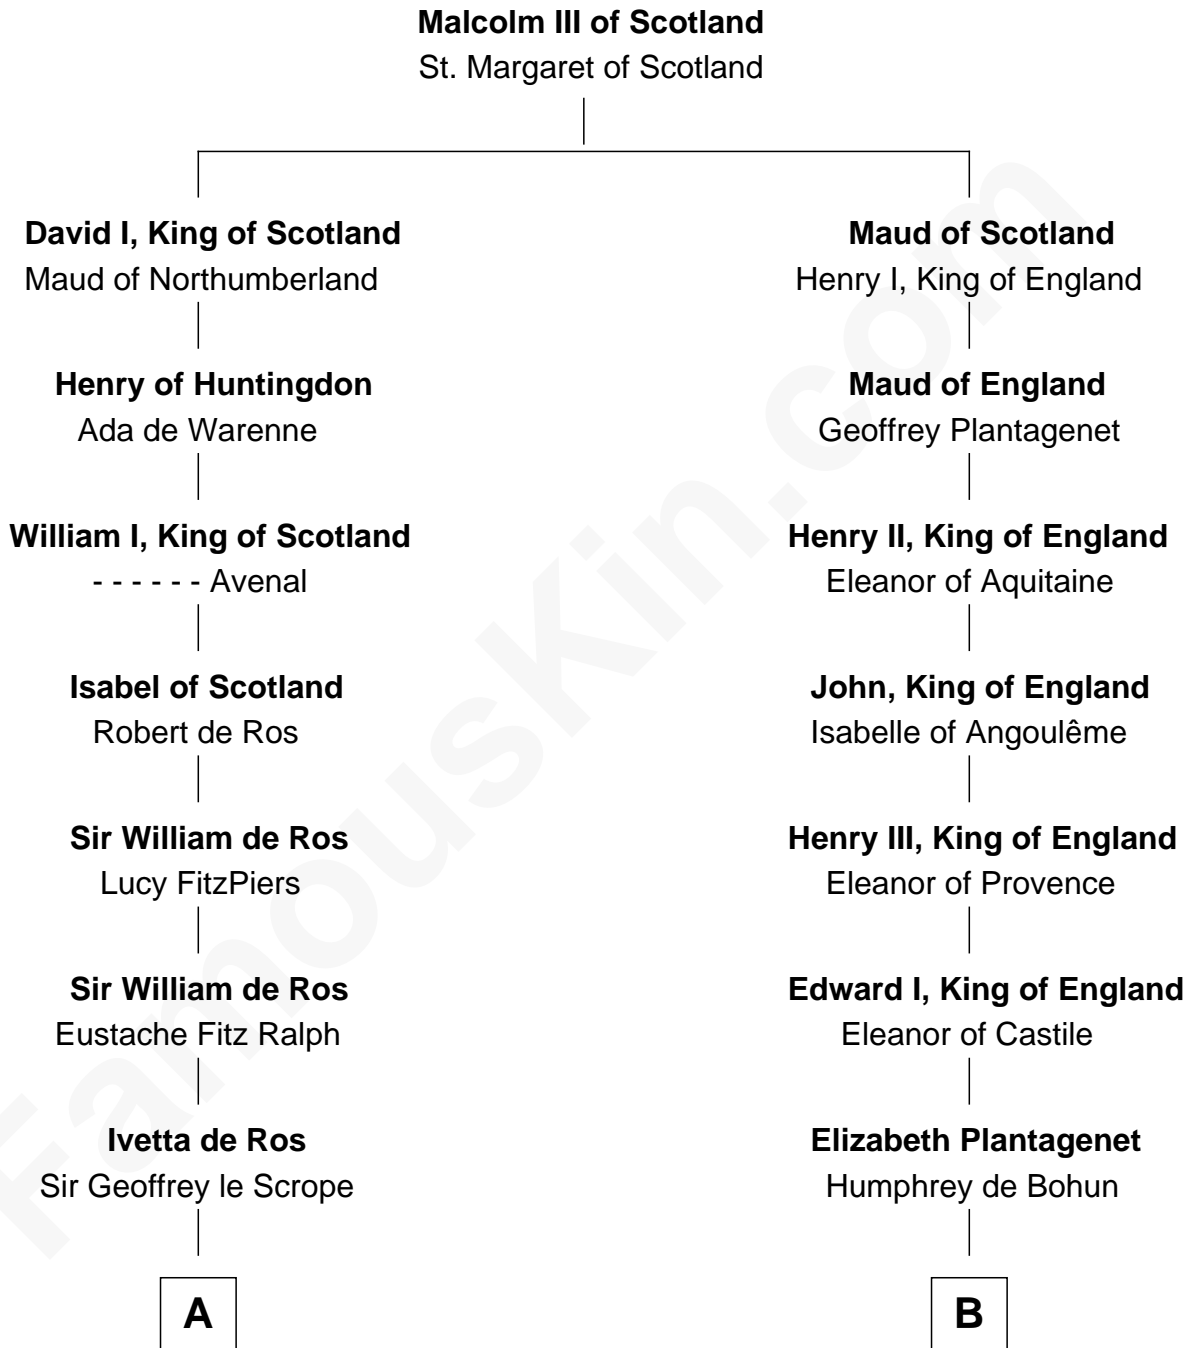 Malcolm III of Scotland
St. Margaret of Scotland
David I, King of Scotland
Maud of Northumberland
Maud of Scotland
Henry I, King of England
Henry of Huntingdon
Ada de Warenne
Maud of England
Geoffrey Plantagenet
William I, King of Scotland
- - - - - - Avenal
Henry II, King of England
Eleanor of Aquitaine
Isabel of Scotland
Robert de Ros
John, King of England
Isabelle of Angoulême
Sir William de Ros
Lucy FitzPiers
Henry III, King of England
Eleanor of Provence
Sir William de Ros
Eustache Fitz Ralph
Edward I, King of England
Eleanor of Castile
Ivetta de Ros
Sir Geoffrey le Scrope
Elizabeth Plantagenet
Humphrey de Bohun
A
B
FamousKin.com